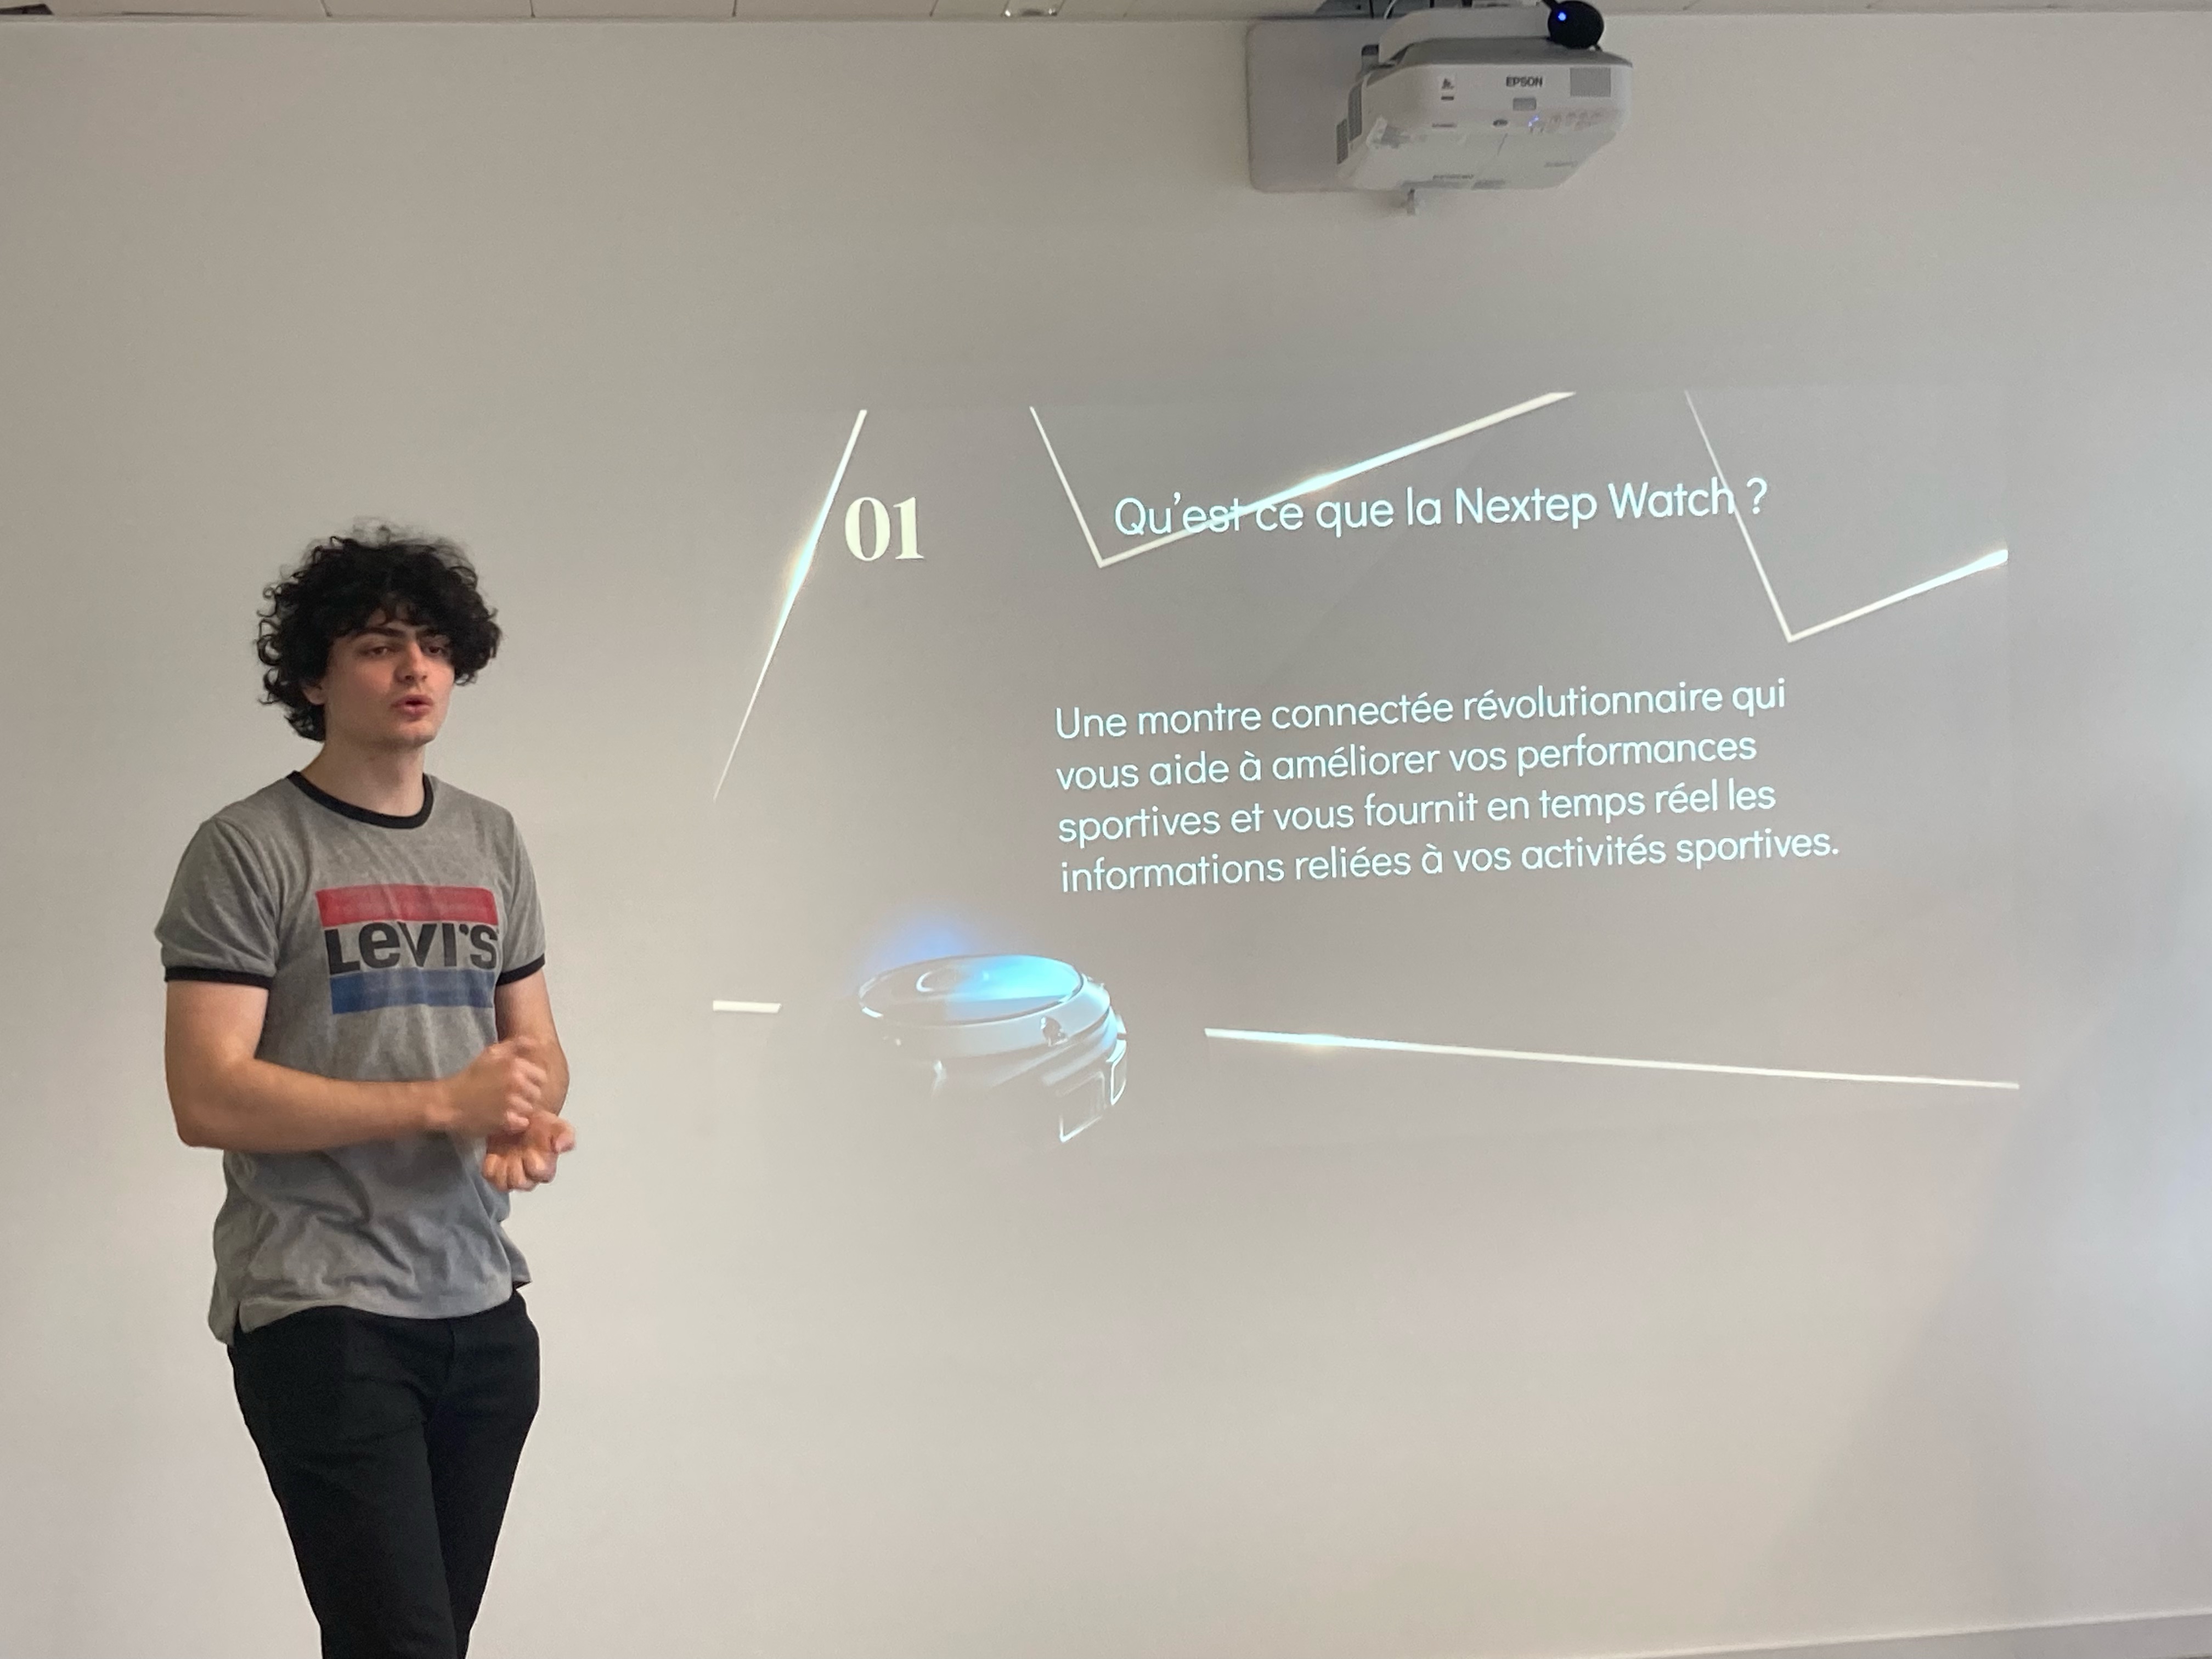 EPSON
01
Qu'est ce que la Nextep Watch ?
Une montre connectée révolutionnaire qui
vous aide à améliorer vos performances
sportives et vous fournit en temps réel les
informations reliées à vos activités sportives.
Levi's